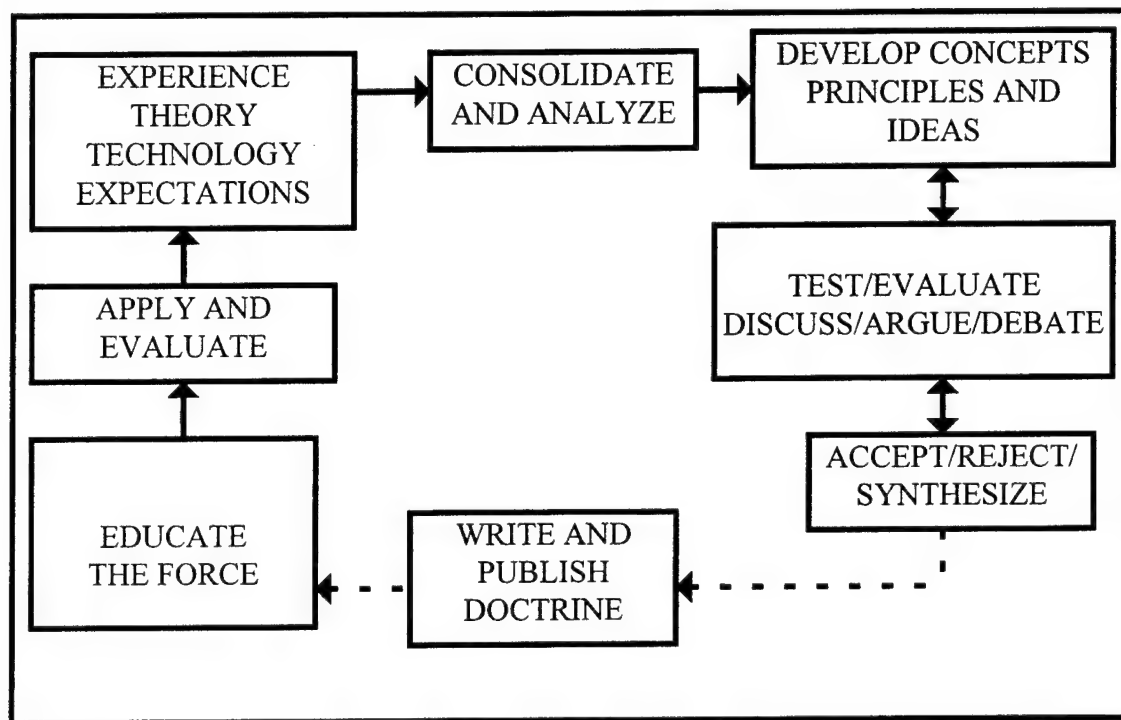 EXPERIENCE
THEORY
TECHNOLOGY
EXPECTATIONS
CONSOLIDATE
AND ANALYZE
DEVELOP CONCEPTS
PRINCIPLES AND
IDEAS
TEST/EVALUATE
DISCUSS/ARGUE/DEBATE
ACCEPT/REJECT/
SYNTHESIZE
WRITE AND
PUBLISH
DOCTRINE
EDUCATE
THE FORCE
APPLY AND
EVALUATE